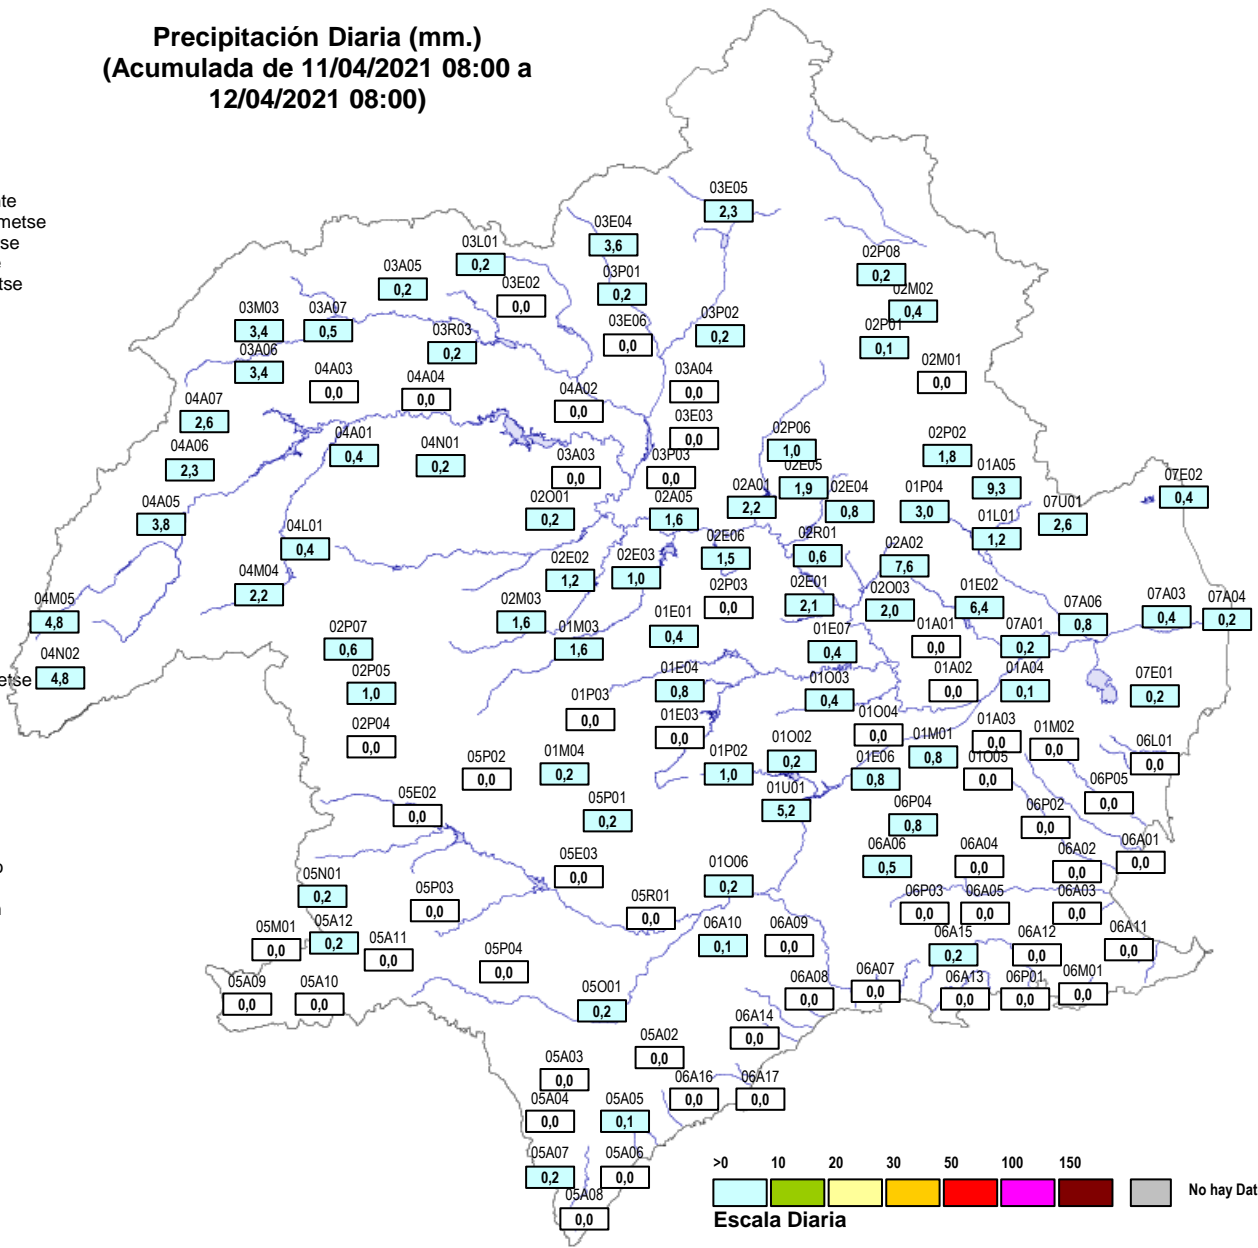 Precipitación Diaria (mm.)
(Acumulada de 11/04/2021 08:00 a
12/04/2021 08:00)
03E05
2,3
03E04
3,6
03L01
0,2
03A05
0,2
03E02
0,0
03P01
0,2
02P08
0,2
02M02
0,4
03M03
3,4
03A07
0,5
03R03
0,2
03E06
0,0
03P02
0,2
02P01
0,1
03A06
3,4
04A03
0,0
04A04
0,0
04A02
0,0
03A04
0,0
02M01
0,0
04A07
2,6
03E03
0,0
04A06
2,3
04A01
0,4
04N01
0,2
03A03
0,0
03P03
0,0
02P06
1,0
02E05
1,9
02P02
1,8
01A05
9,3
07E02
0,4
04A05
3,8
02O01
0,2
02A05
1,6
02A01
2,2
02E04
0,8
01P04
3,0
07U01
2,6
04L01
0,4
02E06
1,5
02R01
0,6
02A02
7,6
01L01
1,2
04M04
2,2
02E02
1,2
02E03
1,0
02P03
0,0
02E01
2,1
02O03
2,0
01E02
6,4
04M05
4,8
02M03
1,6
01M03
1,6
01E01
0,4
01E07
0,4
01A01
0,0
07A01
0,2
07A06
0,8
07A03
0,4
07A04
0,2
02P07
0,6
04N02
4,8
02P05
1,0
01E04
0,8
01O03
0,4
01A02
0,0
01A04
0,1
07E01
0,2
01P03
0,0
02P04
0,0
01E03
0,0
01O04
0,0
01A03
0,0
01M02
0,0
05P02
0,0
01M04
0,2
01P02
1,0
01O02
0,2
01E06
0,8
01M01
0,8
01O05
0,0
06L01
0,0
05E02
0,0
05P01
0,2
01U01
5,2
06P04
0,8
06P02
0,0
06P05
0,0
05E03
0,0
06A06
0,5
06A04
0,0
06A02
0,0
06A01
0,0
05N01
0,2
05P03
0,0
05R01
0,0
01O06
0,2
06P03
0,0
06A05
0,0
06A03
0,0
05M01
0,0
05A12
0,2
05A11
0,0
05P04
0,0
06A10
0,1
06A09
0,0
06A15
0,2
06A12
0,0
06A11
0,0
05A09
0,0
05A10
0,0
05O01
0,2
06A08
0,0
06A07
0,0
06A13
0,0
06P01
0,0
06M01
0,0
05A02
0,0
06A14
0,0
05A03
0,0
05A04
0,0
05A05
0,1
06A16
0,0
06A17
0,0
05A07
0,2
05A06
0,0
05A08
0,0
>0 10 20 30 50 100 150
No hay Dat
Escala Diaria